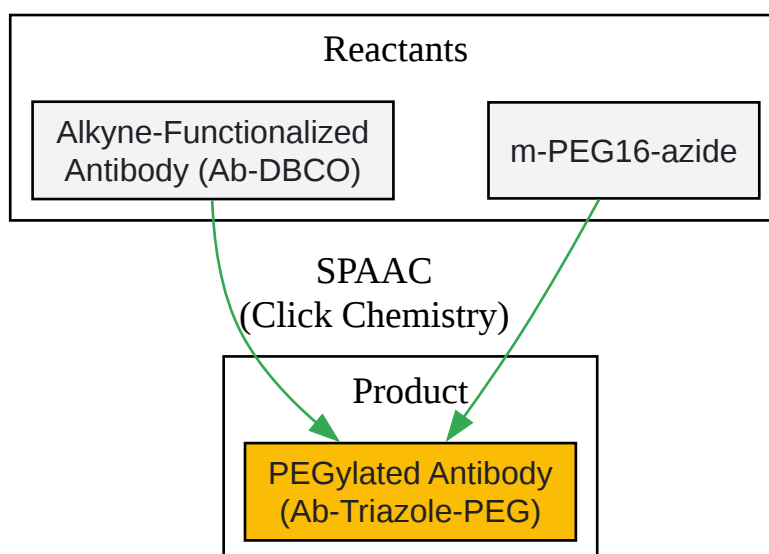 Reactants
Alkyne-Functionalized
Antibody (Ab-DBCO)
m-PEG16-azide
SPAAC
(Click Chemistry)
Product
PEGylated Antibody
(Ab-Triazole-PEG)